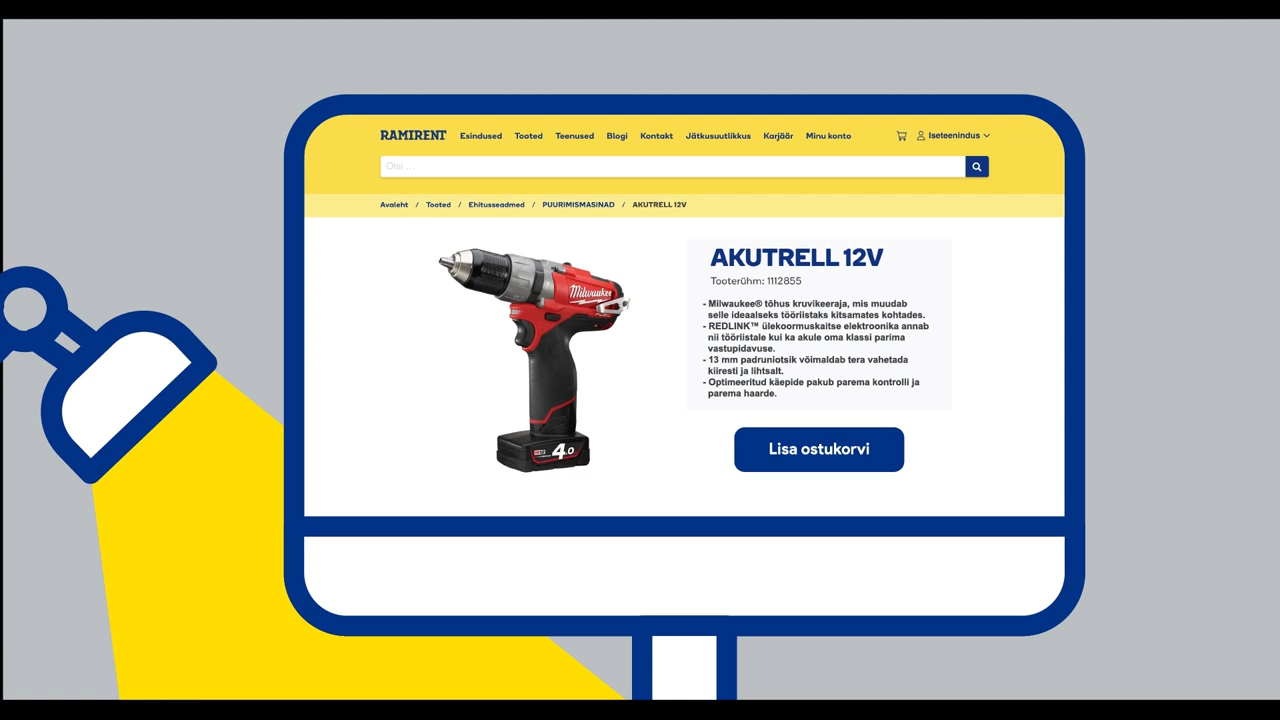 RAMIRENT Esindused Tooted Teenused Blogi Kontakt Jätkusuutlikkus Karjäär Minu konto Iseteenindus
Otsi ...
Avaleht / Tooted / Ehitusseadmed / PUURIMISMASINAD / AKUTRELL 12V
AKUTRELL 12V
Tooterühm: 1112855
- Milwaukee® tõhus kruvikeeraja, mis muudab
selle ideaalseks tööriistaks kitsamates kohtades.
- REDLINK™ ülekoormuskaitse elektroonika annab
nii tööriistale kui ka akule oma klassi parima
vastupidavuse.
- 13 mm padruniotsik võimaldab tera vahetada
kiiresti ja lihtsalt.
- Optimeeritud käepide pakub parema kontrolli ja
parema haarde.
Milwaukee
4.0
Lisa ostukorvi